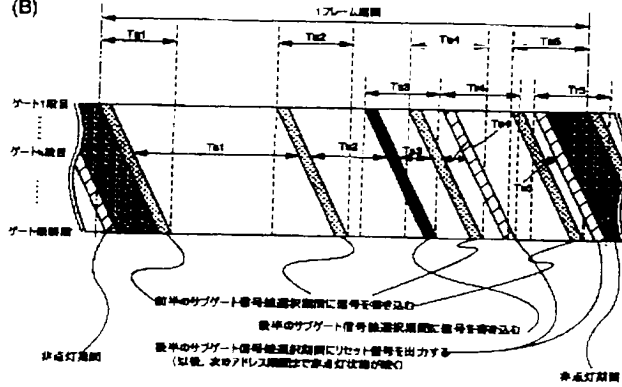 (B)
1フレーム期間
Ta1
Ta2
Ta4
Ta5
Ta3
Tr4
Tr5
ゲート1段目
ゲートn段目
ゲート最終段
Ts1
Ts2
Ts3
Ts4
Ts5
前半のサブゲート信号線選択期間に信号を書き込む
後半のサブゲート信号線選択期間に信号を書き込む
後半のサブゲート信号線選択期間にリセット信号を出力する
(以後、次のアドレス期間まで非点灯状態が続く)
非点灯期間
非点灯期間